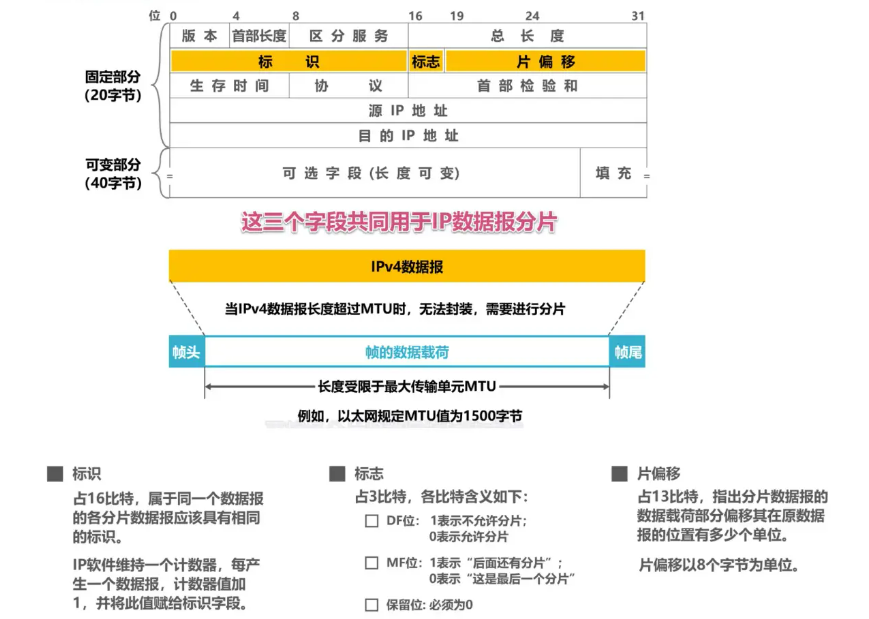 位 0 4 8 16 19 24 31
版 本 首部长度 区 分 服 务 总 长 度
标 识 标志 片 偏 移
固定部分
(20字节)
生 存 时 间 协 议 首 部 检 验 和
源 IP 地 址
目 的 IP 地 址
可变部分
(40字节)
可 选 字 段 (长 度 可 变) 填 充
这三个字段共同用于IP数据报分片
IPv4数据报
当IPv4数据报长度超过MTU时，无法封装，需要进行分片
帧头 帧的数据载荷 帧尾
长度受限于最大传输单元MTU
例如，以太网规定MTU值为1500字节
标识
占16比特，属于同一个数据报
的各分片数据报应该具有相同
的标识。
IP软件维持一个计数器，每产
生一个数据报，计数器值加
1，并将此值赋给标识字段。
标志
占3比特，各比特含义如下：
DF位：1表示不允许分片；
0表示允许分片
MF位：1表示“后面还有分片”；
0表示“这是最后一个分片”
保留位: 必须为0
片偏移
占13比特，指出分片数据报的
数据载荷部分偏移其在原数据
报的位置有多少个单位。
片偏移以8个字节为单位。